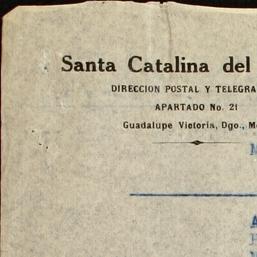 Santa Catalina del
DIRECCION POSTAL Y TELEGRA
APARTADO No. 21
Guadalupe Victoria, Dgo., M